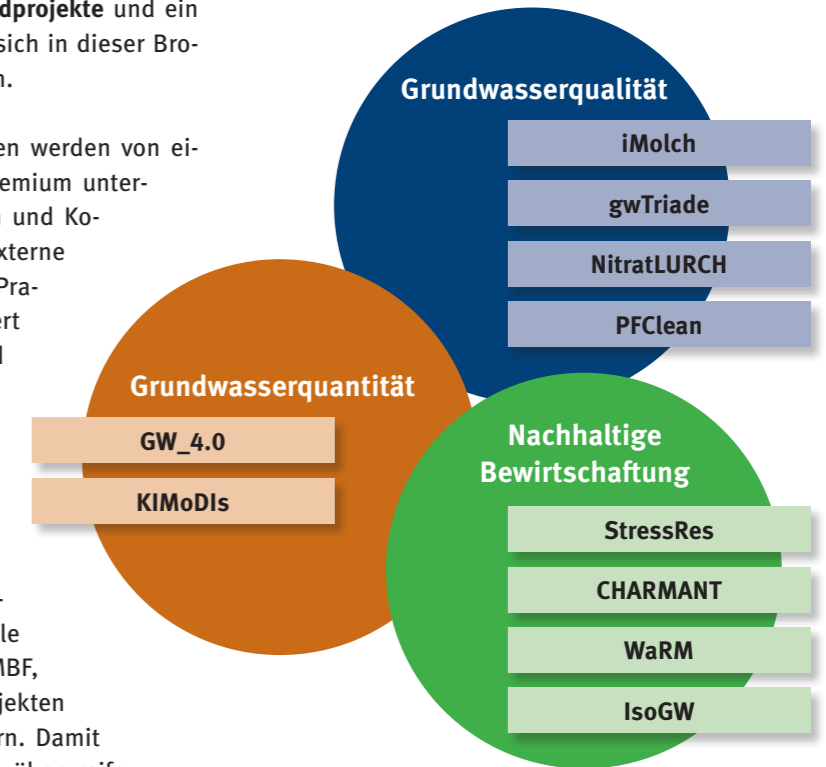 dprojekte und ein
sich in dieser Bro-
n.
en werden von ei-
remium unter-
n und Ko-
xterne
Pra-
ert
d
-
le
MBF,
jekten
rn. Damit
Grundwasserqualität
iMolch
gwTriade
NitratLURCH
PFClean
Grundwasserquantität
GW_4.0
KIMoDIs
Nachhaltige
Bewirtschaftung
StressRes
CHARMANT
WaRM
IsoGW